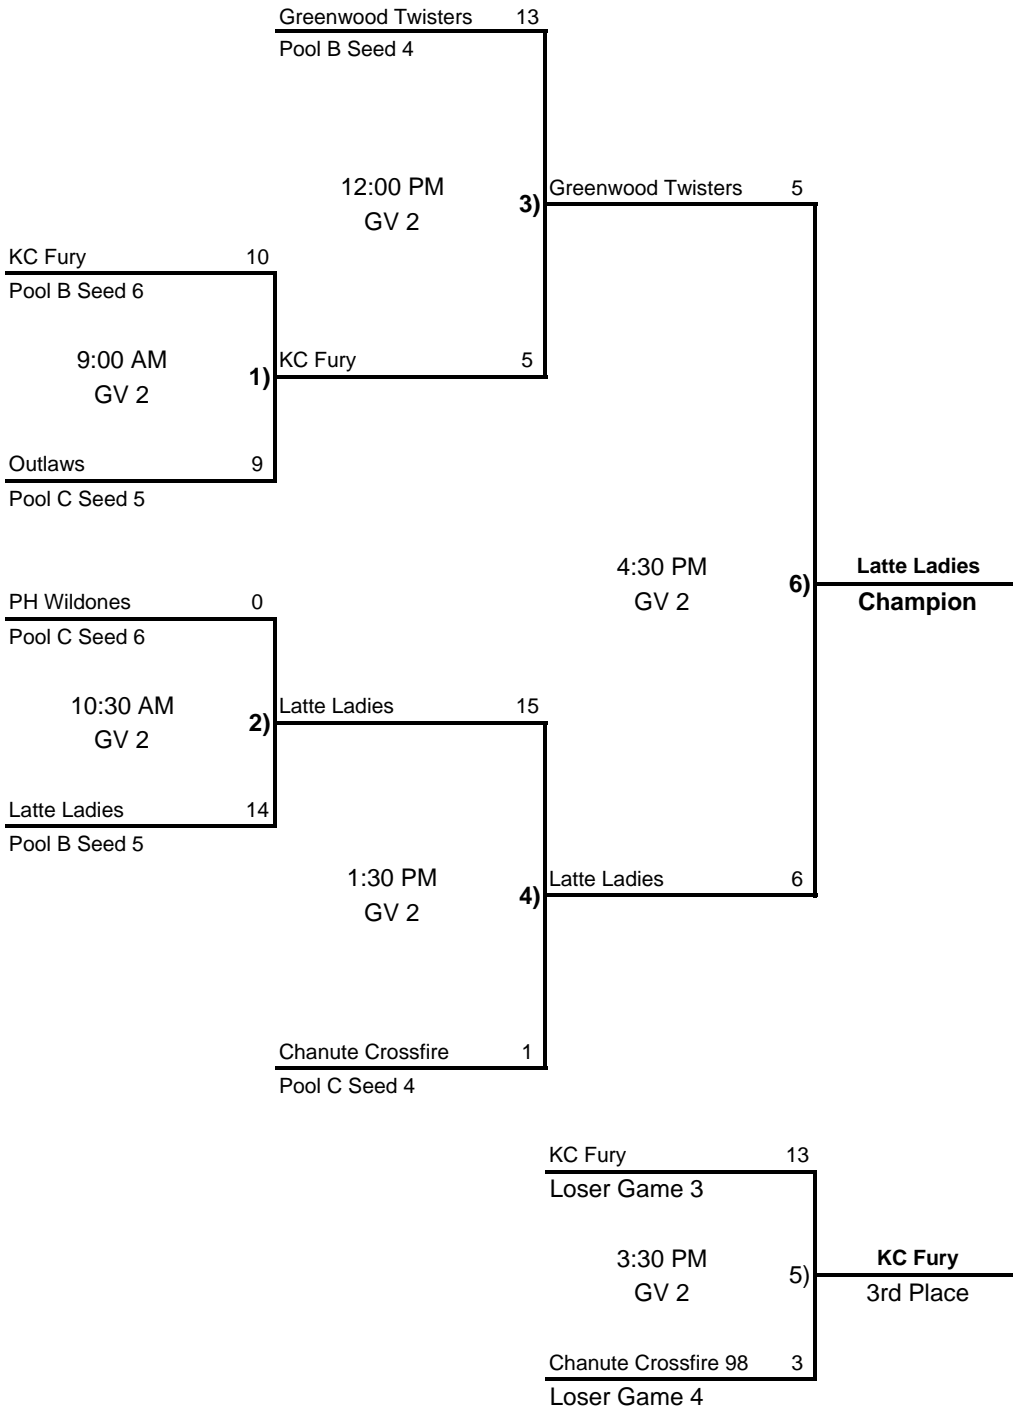 Greenwood Twisters 13
Pool B Seed 4
12:00 PM
GV 2
3)
Greenwood Twisters 5
KC Fury 10
Pool B Seed 6
9:00 AM
GV 2
1)
KC Fury 5
Outlaws 9
Pool C Seed 5
4:30 PM
GV 2
6)
Latte Ladies
Champion
PH Wildones 0
Pool C Seed 6
10:30 AM
GV 2
2)
Latte Ladies 15
Latte Ladies 14
Pool B Seed 5
1:30 PM
GV 2
4)
Latte Ladies 6
Chanute Crossfire 1
Pool C Seed 4
KC Fury 13
Loser Game 3
3:30 PM
GV 2
5)
KC Fury
3rd Place
Chanute Crossfire 98 3
Loser Game 4